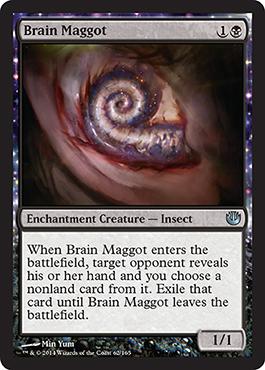 Brain Maggot 1
Enchantment Creature — Insect
When Brain Maggot enters the
battlefield, target opponent reveals
his or her hand and you choose a
nonland card from it. Exile that
card until Brain Maggot leaves the
battlefield.
Min Yum
™ & © 2014 Wizards of the Coast 62/165
1/1